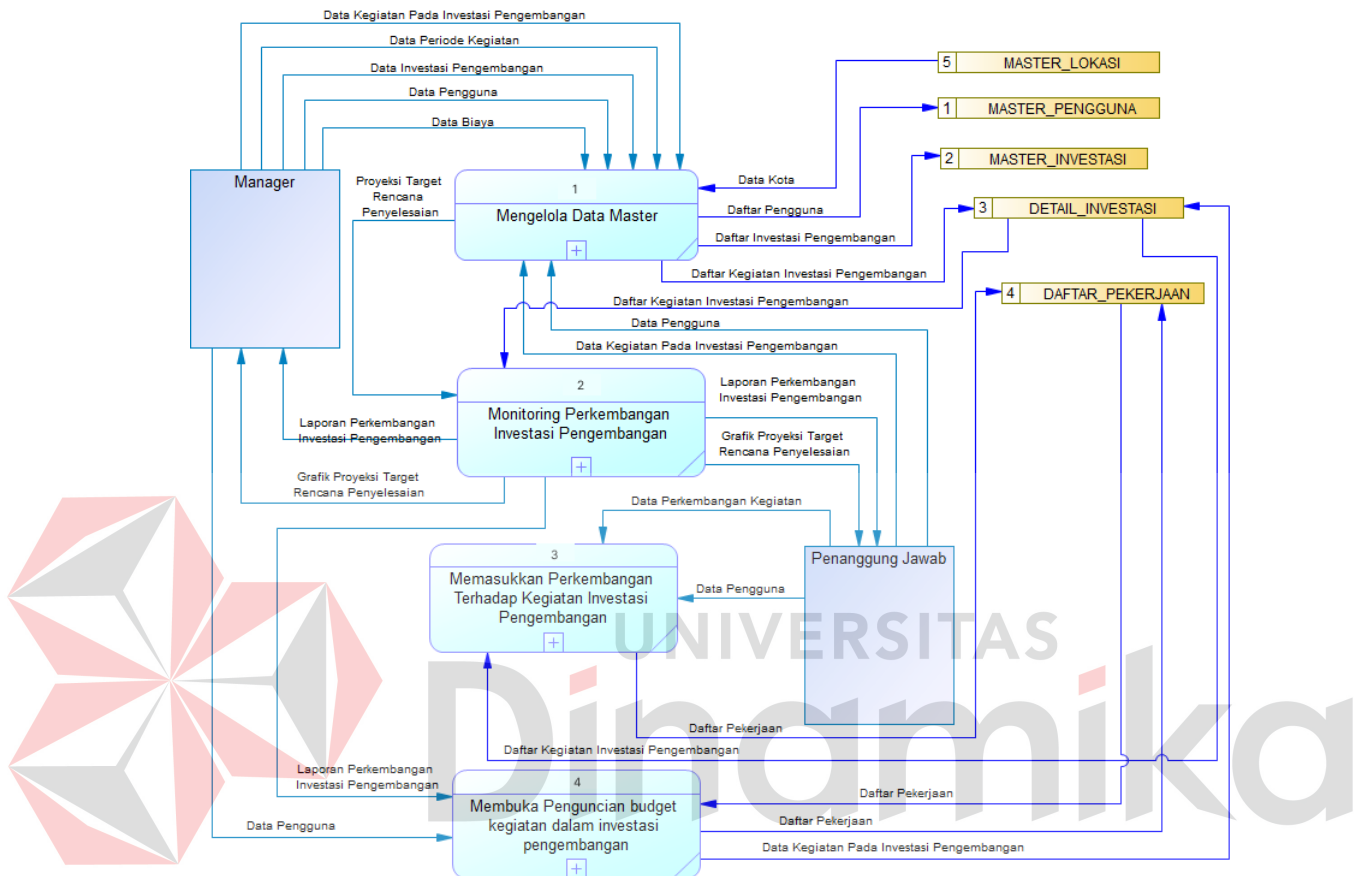 Data Kegiatan Pada Investasi Pengembangan
Data Periode Kegiatan
Data Investasi Pengembangan
Data Pengguna
Data Biaya
5 MASTER_LOKASI
1 MASTER_PENGGUNA
2 MASTER_INVESTASI
3 DETAIL_INVESTASI
4 DAFTAR_PEKERJAAN
Manager
Proyeksi Target
Rencana
Penyelesaian
1
Mengelola Data Master
Data Kota
Daftar Pengguna
Daftar Investasi Pengembangan
Daftar Kegiatan Investasi Pengembangan
Daftar Kegiatan Investasi Pengembangan
Data Pengguna
Data Kegiatan Pada Investasi Pengembangan
2
Monitoring Perkembangan
Investasi Pengembangan
Laporan Perkembangan
Investasi Pengembangan
Grafik Proyeksi Target
Rencana Penyelesaian
Laporan Perkembangan
Investasi Pengembangan
Grafik Proyeksi Target
Rencana Penyelesaian
Data Perkembangan Kegiatan
3
Memasukkan Perkembangan
Terhadap Kegiatan Investasi
Pengembangan
Data Pengguna
Penanggung Jawab
UNIVERSITAS
Dinamika
Daftar Pekerjaan
Daftar Kegiatan Investasi Pengembangan
Laporan Perkembangan
Investasi Pengembangan
Data Pengguna
4
Membuka Penguncian budget
kegiatan dalam investasi
pengembangan
Daftar Pekerjaan
Daftar Pekerjaan
Data Kegiatan Pada Investasi Pengembangan